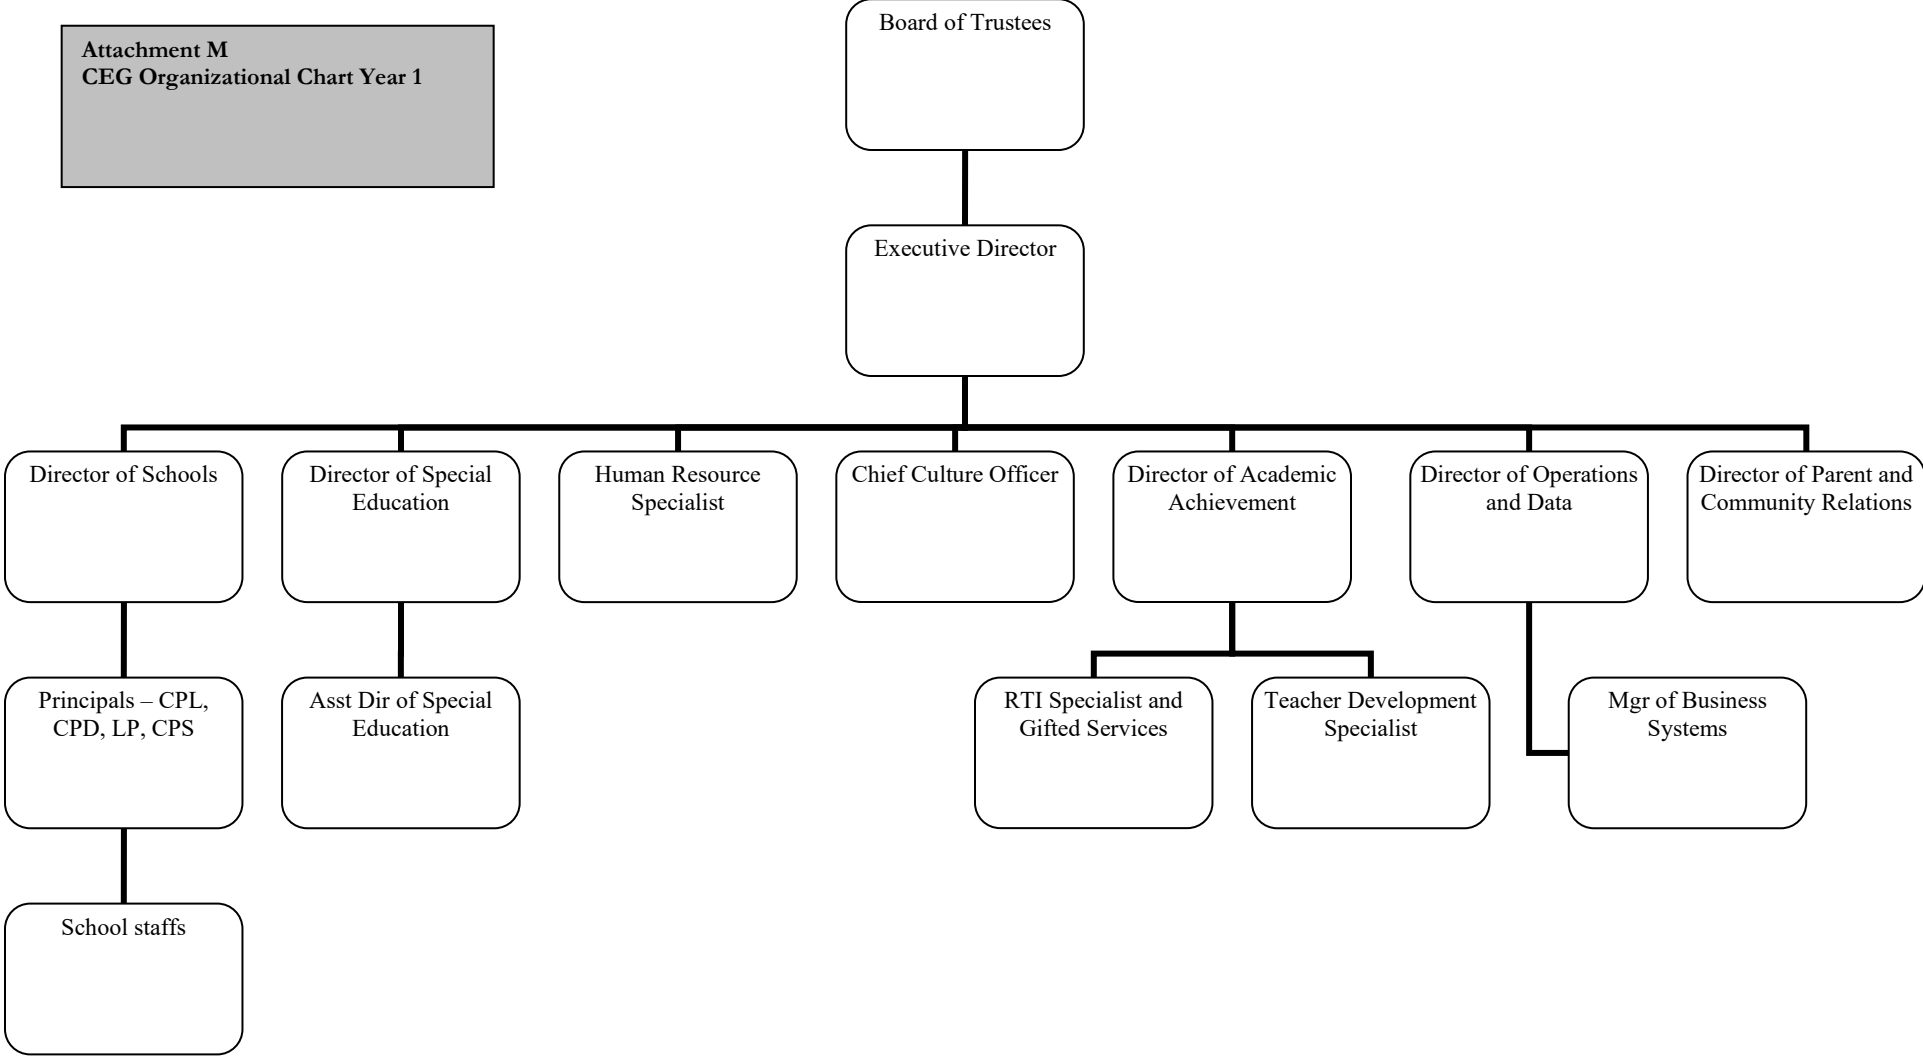 Attachment M
CEG Organizational Chart Year 1
Board of Trustees
Executive Director
Director of Schools
Director of Special
Education
Human Resource
Specialist
Chief Culture Officer
Director of Academic
Achievement
Director of Operations
and Data
Director of Parent and
Community Relations
Principals – CPL,
CPD, LP, CPS
Asst Dir of Special
Education
RTI Specialist and
Gifted Services
Teacher Development
Specialist
Mgr of Business
Systems
School staffs